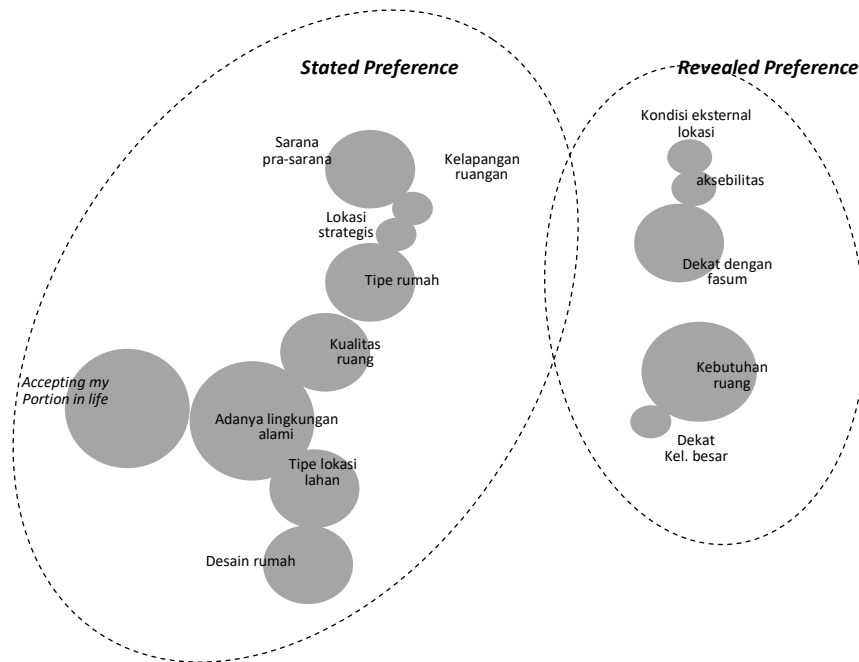 Stated Preference
Revealed Preference
Sarana
pra-sarana
Kelapangan
ruangan
Lokasi
strategis
Tipe rumah
Kualitas
ruang
Accepting my
Portion in life
Adanya lingkungan
alami
Tipe lokasi
lahan
Desain rumah
Kondisi eksternal
lokasi
aksebilitas
Dekat dengan
fasum
Kebutuhan
ruang
Dekat
Kel. besar